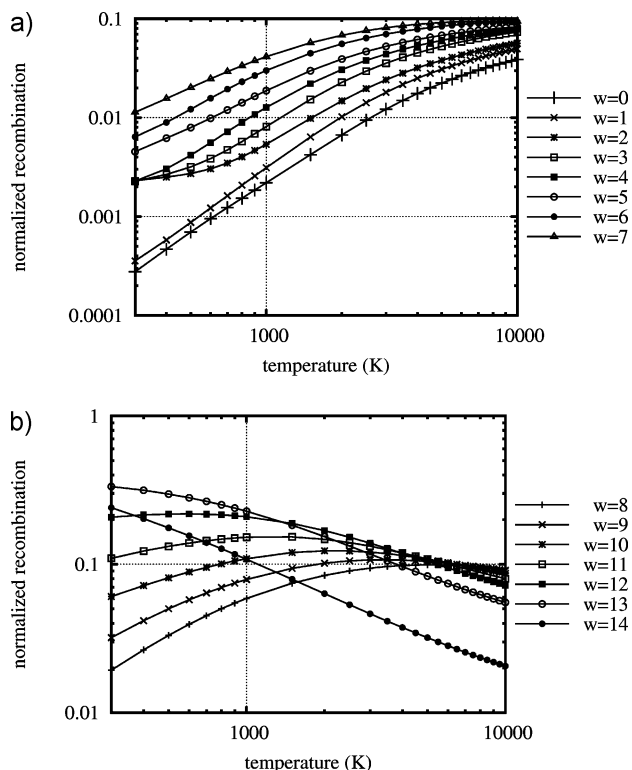 a)
normalized recombination
0.1
0.01
0.001
0.0001
1000
10000
temperature (K)
w=0
w=1
w=2
w=3
w=4
w=5
w=6
w=7
b)
normalized recombination
1
0.1
0.01
1000
10000
temperature (K)
w=8
w=9
w=10
w=11
w=12
w=13
w=14